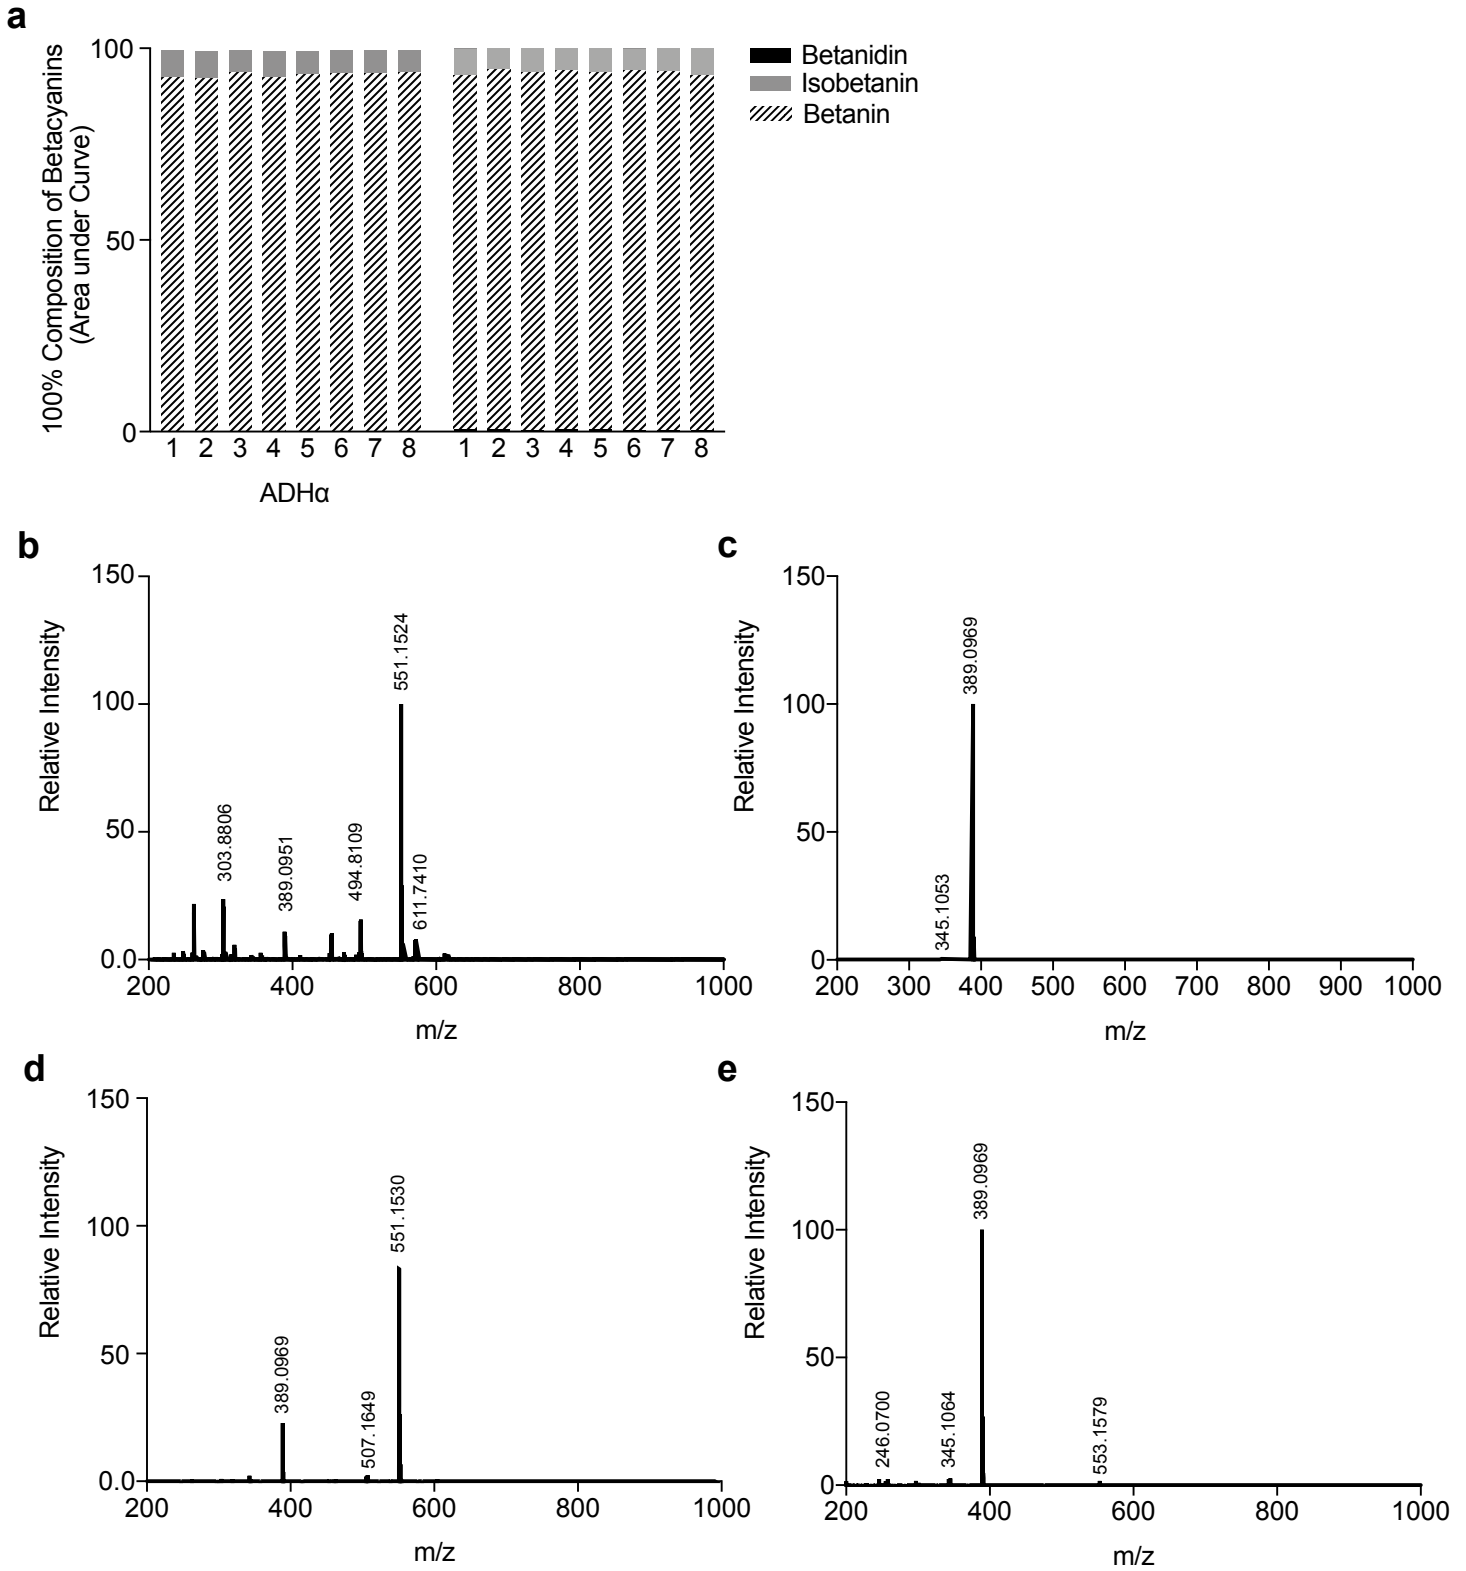 a
100% Composition of Betacyanins
(Area under Curve)
100
50
0
1 2 3 4 5 6 7 8 1 2 3 4 5 6 7 8
ADHα
Betanidin
Isobetanin
Betanin
b
Relative Intensity
150
100
50
0.0
303.8806
389.0951
494.8109
551.1524
611.7410
200 400 600 800 1000
m/z
c
Relative Intensity
150
100
50
0
345.1053
389.0969
200 300 400 500 600 700 800 900 1000
m/z
d
Relative Intensity
150
100
50
0.0
389.0969
507.1649
551.1530
200 400 600 800 1000
m/z
e
Relative Intensity
150
100
50
0
246.0700
345.1064
389.0969
553.1579
200 400 600 800 1000
m/z